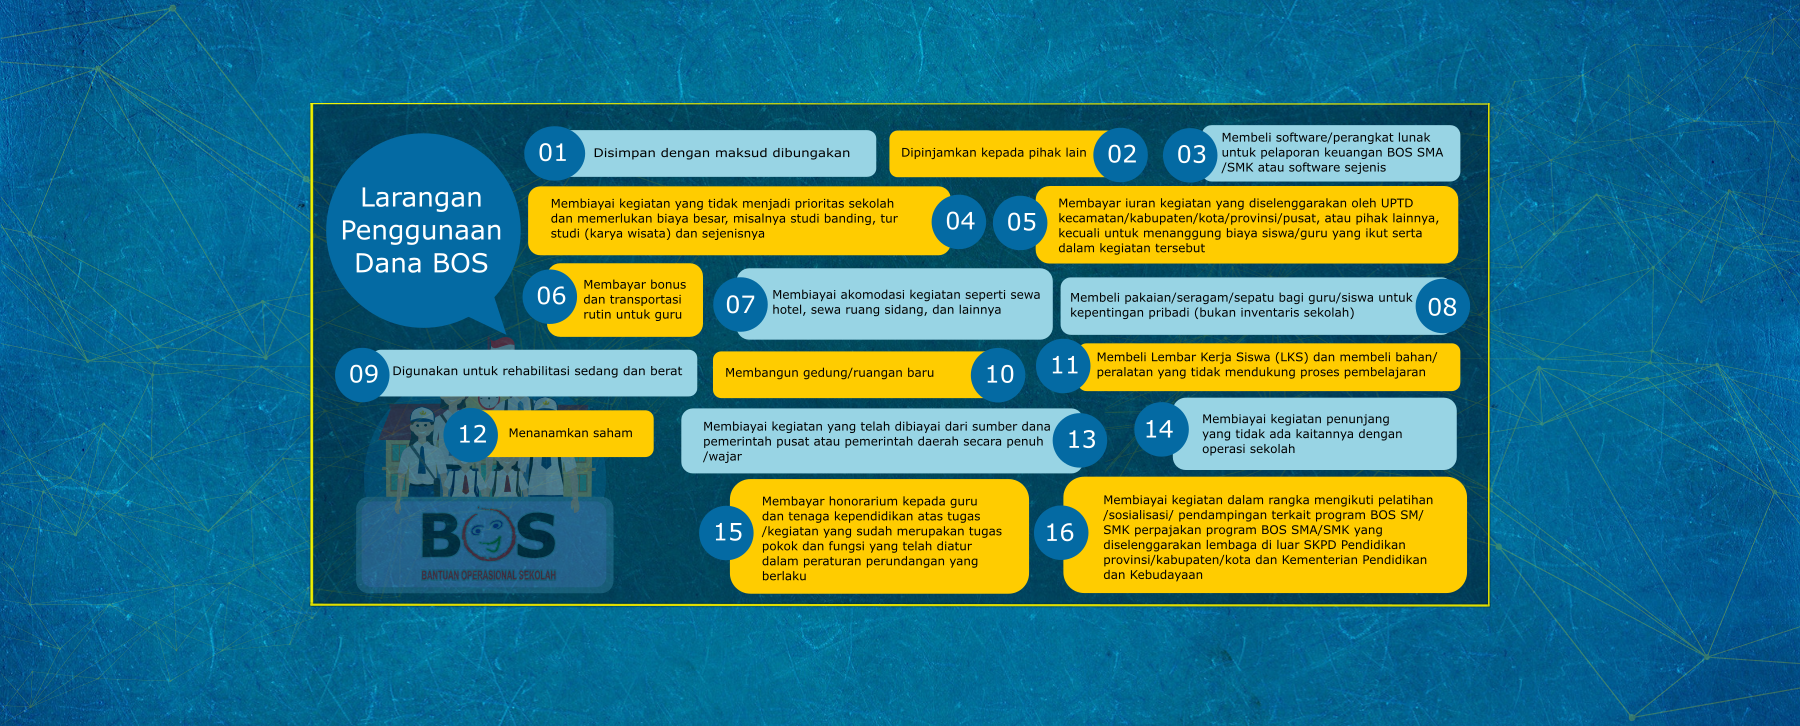 Larangan
Penggunaan
Dana BOS
01
Disimpan dengan maksud dibungakan
Dipinjamkan kepada pihak lain
02
03
Membeli software/perangkat lunak
untuk pelaporan keuangan BOS SMA
/SMK atau software sejenis
Membiayai kegiatan yang tidak menjadi prioritas sekolah
dan memerlukan biaya besar, misalnya studi banding, tur
studi (karya wisata) dan sejenisnya
04
05
Membayar iuran kegiatan yang diselenggarakan oleh UPTD
kecamatan/kabupaten/kota/provinsi/pusat, atau pihak lainnya,
kecuali untuk menanggung biaya siswa/guru yang ikut serta
dalam kegiatan tersebut
06
Membayar bonus
dan transportasi
rutin untuk guru
07
Membiayai akomodasi kegiatan seperti sewa
hotel, sewa ruang sidang, dan lainnya
Membeli pakaian/seragam/sepatu bagi guru/siswa untuk
kepentingan pribadi (bukan inventaris sekolah)
08
09
Digunakan untuk rehabilitasi sedang dan berat
Membangun gedung/ruangan baru
10
11
Membeli Lembar Kerja Siswa (LKS) dan membeli bahan/
peralatan yang tidak mendukung proses pembelajaran
12
Menanamkan saham
Membiayai kegiatan yang telah dibiayai dari sumber dana
pemerintah pusat atau pemerintah daerah secara penuh
/wajar
13
14
Membiayai kegiatan penunjang
yang tidak ada kaitannya dengan
operasi sekolah
15
Membayar honorarium kepada guru
dan tenaga kependidikan atas tugas
/kegiatan yang sudah merupakan tugas
pokok dan fungsi yang telah diatur
dalam peraturan perundangan yang
berlaku
16
Membiayai kegiatan dalam rangka mengikuti pelatihan
/sosialisasi/ pendampingan terkait program BOS SM/
SMK perpajakan program BOS SMA/SMK yang
diselenggarakan lembaga di luar SKPD Pendidikan
provinsi/kabupaten/kota dan Kementerian Pendidikan
dan Kebudayaan
BOS
BANTUAN OPERASIONAL SEKOLAH